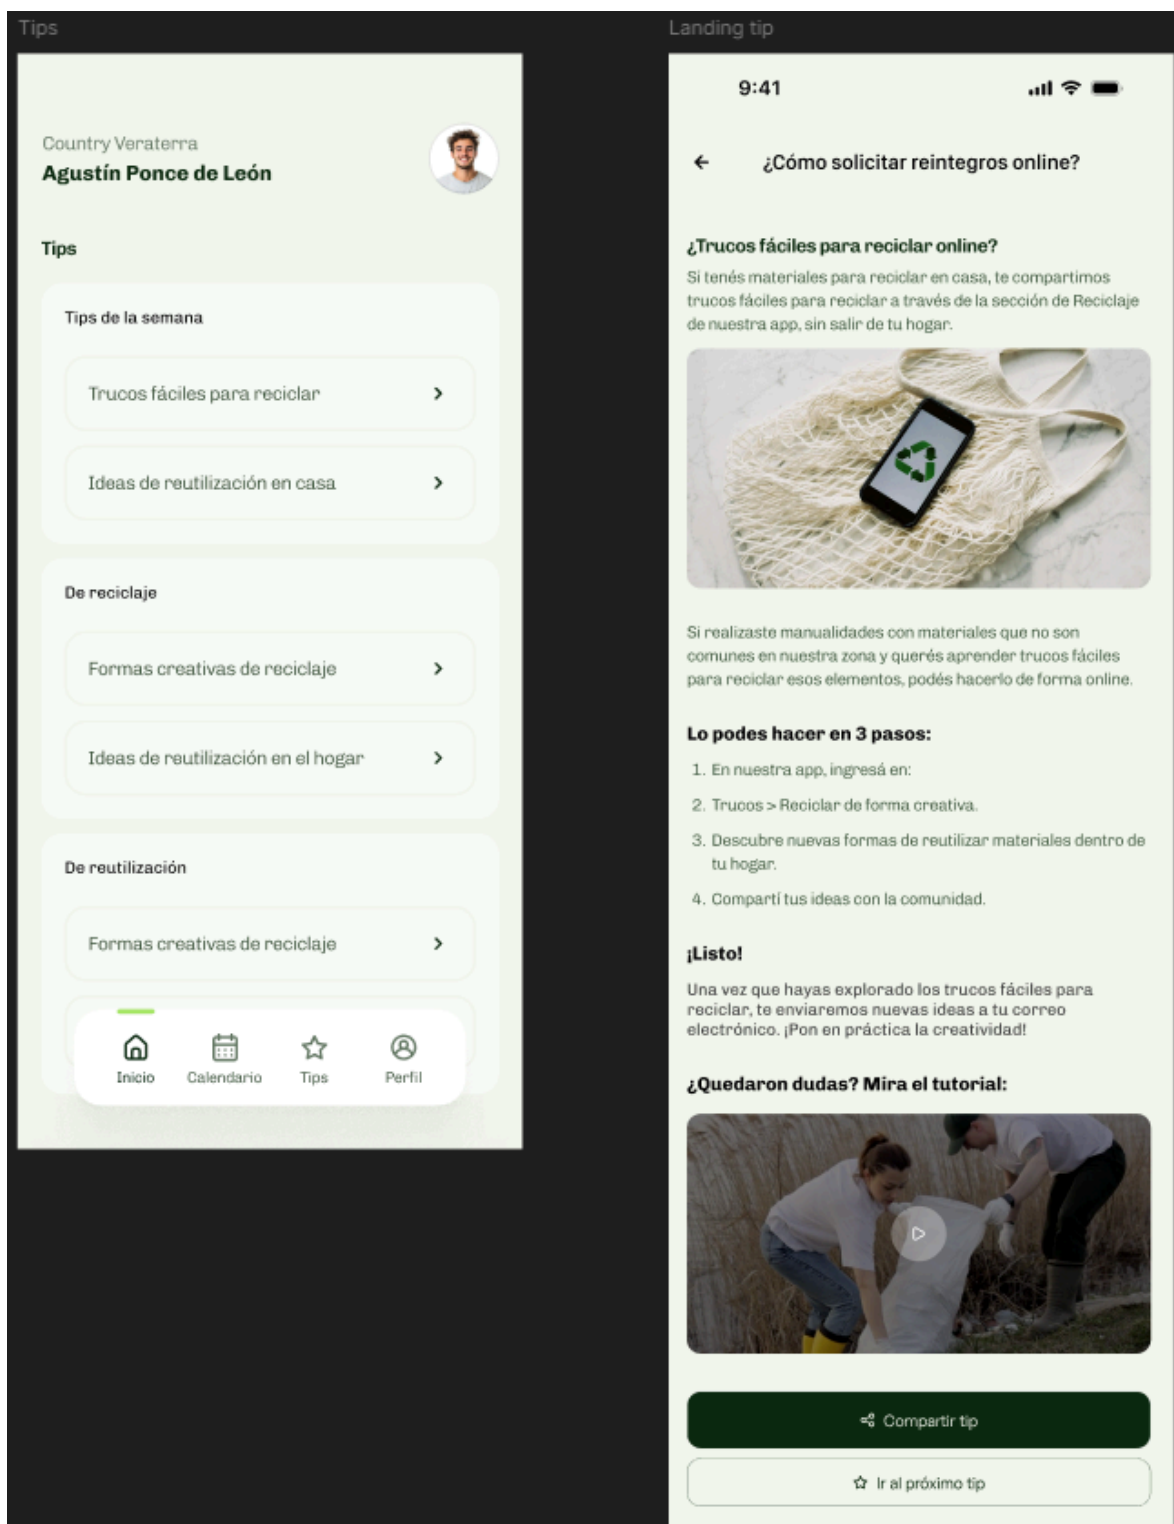 Tips
Country Veraterra
Agustín Ponce de León
Tips
Tips de la semana
Trucos fáciles para reciclar
Ideas de reutilización en casa
De reciclaje
Formas creativas de reciclaje
Ideas de reutilización en el hogar
De reutilización
Formas creativas de reciclaje
Inicio
Calendario
Tips
Perfil
Landing tip
9:41
¿Cómo solicitar reintegros online?
¿Trucos fáciles para reciclar online?
Si tenés materiales para reciclar en casa, te compartimos
trucos fáciles para reciclar a través de la sección de Reciclaje
de nuestra app, sin salir de tu hogar.
Si realizaste manualidades con materiales que no son
comunes en nuestra zona y querés aprender trucos fáciles
para reciclar esos elementos, podés hacerlo de forma online.
Lo podes hacer en 3 pasos:
1. En nuestra app, ingresá en:
2. Trucos > Reciclar de forma creativa.
3. Descubre nuevas formas de reutilizar materiales dentro de
tu hogar.
4. Compartí tus ideas con la comunidad.
¡Listo!
Una vez que hayas explorado los trucos fáciles para
reciclar, te enviaremos nuevas ideas a tu correo
electrónico. ¡Pon en práctica la creatividad!
¿Quedaron dudas? Mira el tutorial:
Compartir tip
Ir al próximo tip